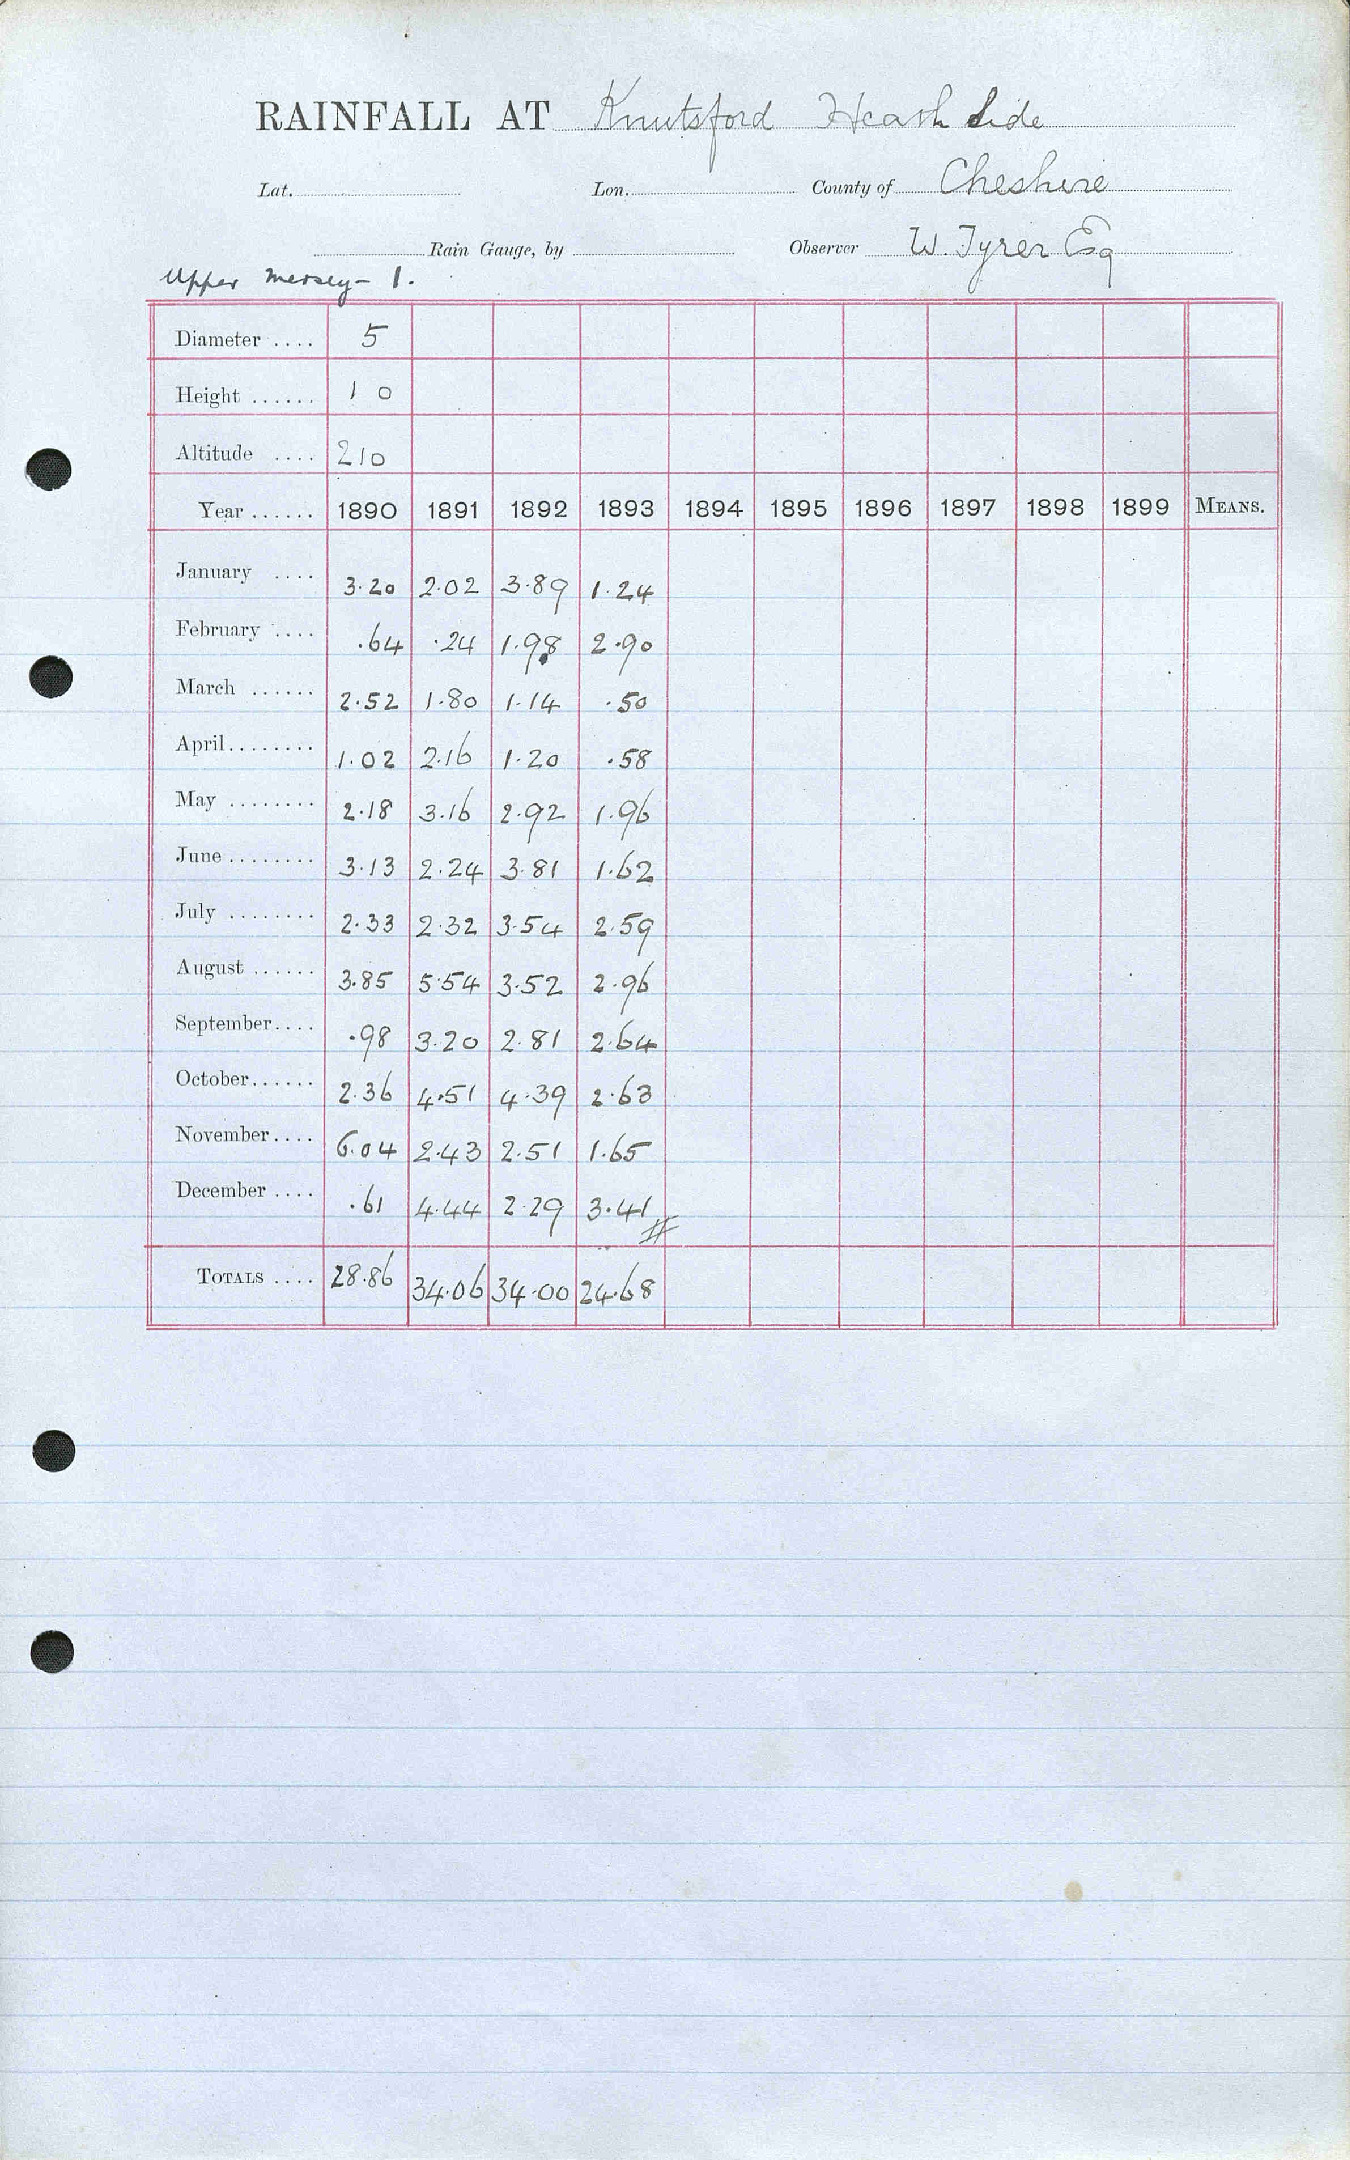 RAINFALL AT Knutsford Heath Side
Lat. Lon. County of Cheshire
Rain Gauge, by Observer W. Tyrer Esq
Upper Mersey - 1.
Diameter .... 5
Height ...... 1 0
Altitude .... 210
Year ...... 1890 1891 1892 1893 1894 1895 1896 1897 1898 1899 MEANS.
January .... 3.20 2.02 3.89 1.24
February .... .64 .24 1.98 2.90
March ...... 2.52 1.80 1.14 .50
April........ 1.02 2.16 1.20 .58
May ........ 2.18 3.16 2.92 1.96
June ........ 3.13 2.24 3.81 1.62
July ........ 2.33 2.32 3.54 2.59
August ...... 3.85 5.54 3.52 2.96
September.... .98 3.20 2.81 2.64
October...... 2.36 4.51 4.39 2.63
November.... 6.04 2.43 2.51 1.65
December .... .61 4.44 2.29 3.41
TOTALS .... 28.86 34.06 34.00 24.68